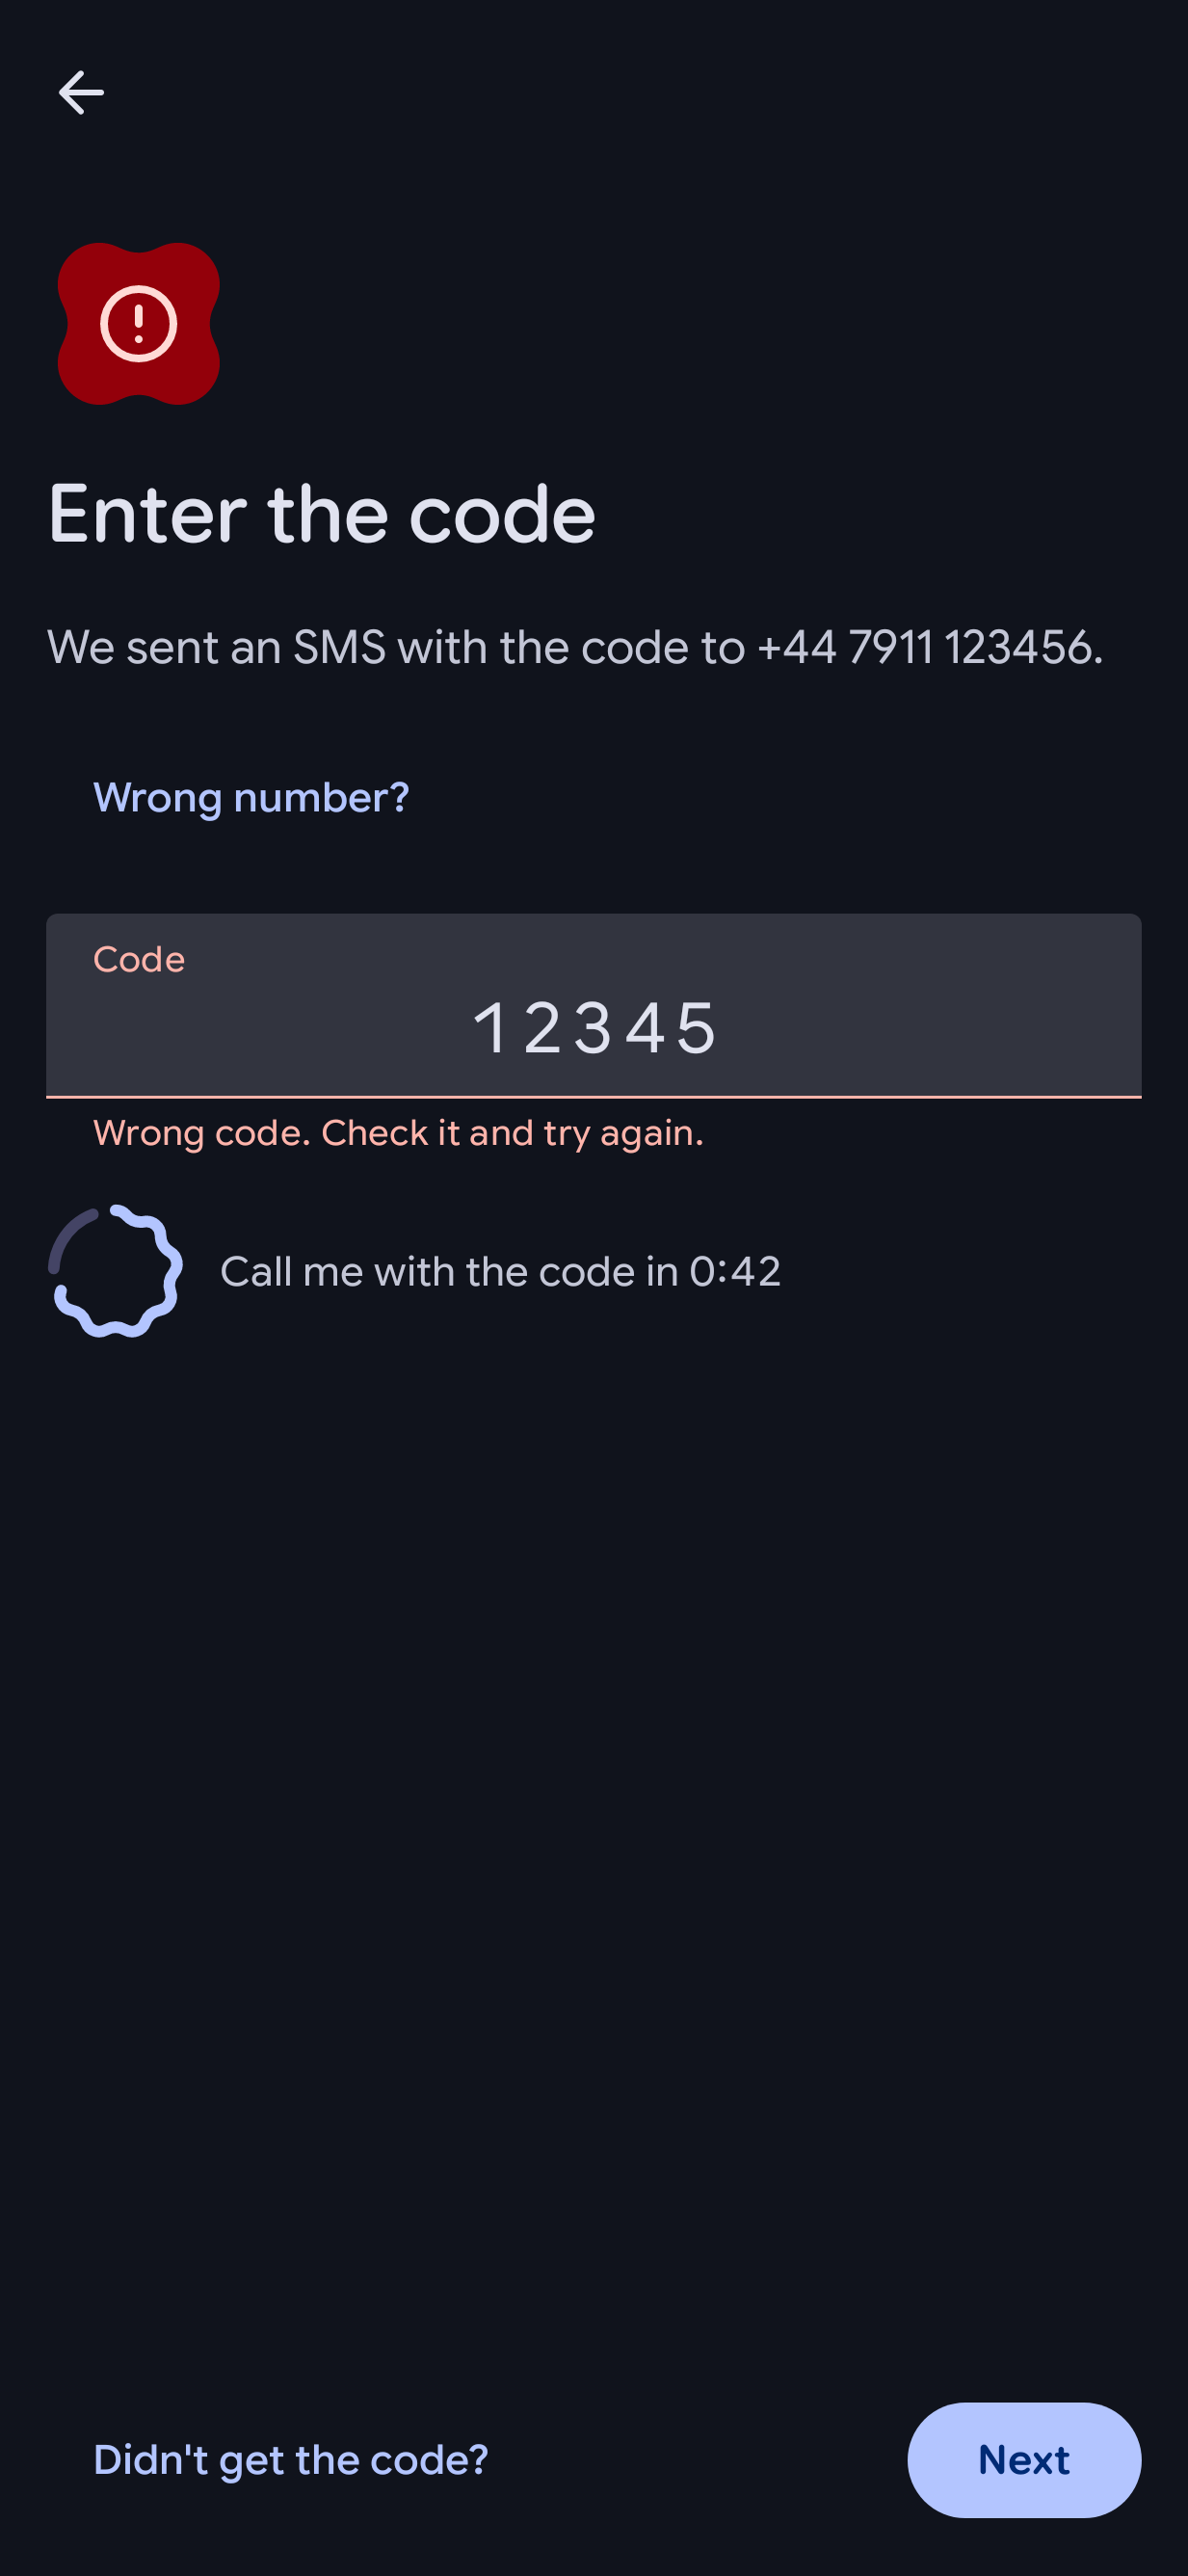 Enter the code
We sent an SMS with the code to +44 7911 123456.
Wrong number?
Code
12345
Wrong code. Check it and try again.
Call me with the code in 0:42
Didn't get the code?
Next